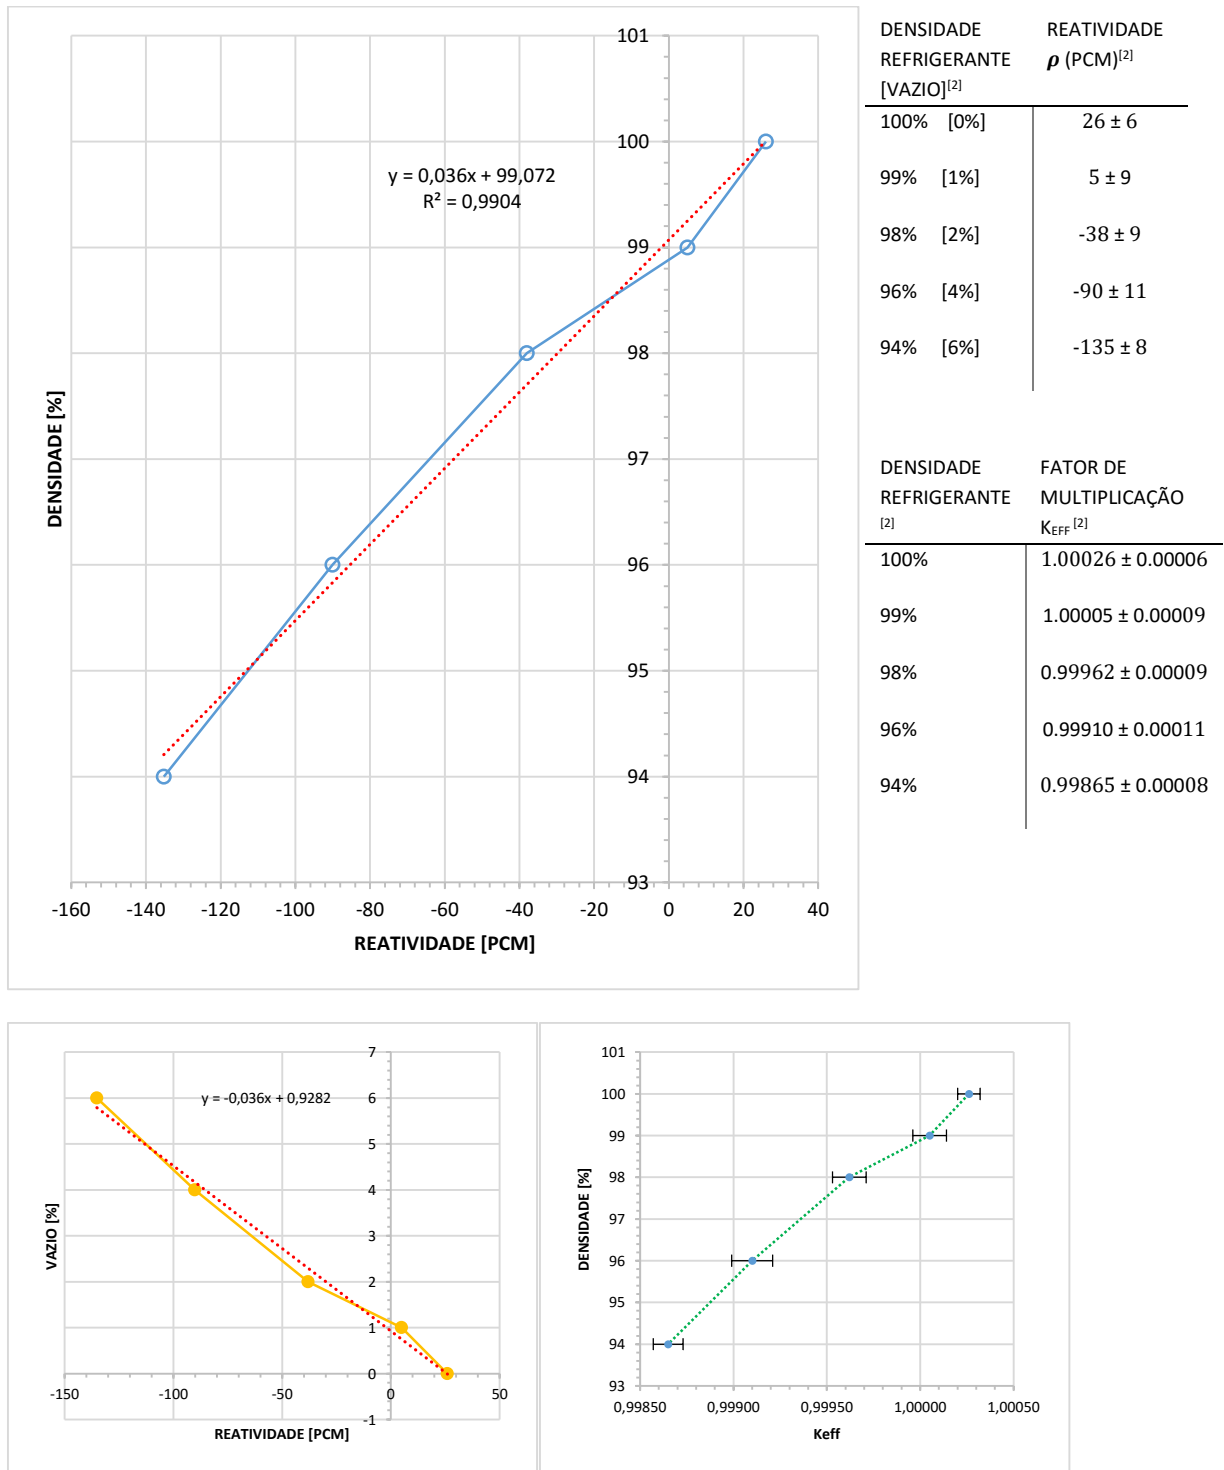 101
100
99
98
97
96
95
94
93
y = 0,036x + 99,072
R² = 0,9904
DENSIDADE [%]
-160 -140 -120 -100 -80 -60 -40 -20 0 20 40
REATIVIDADE [PCM]
DENSIDADE REATIVIDADE
REFRIGERANTE ρ (PCM)[2]
[VAZIO][2]
100% [0%] 26 ± 6
99% [1%] 5 ± 9
98% [2%] -38 ± 9
96% [4%] -90 ± 11
94% [6%] -135 ± 8
DENSIDADE FATOR DE
REFRIGERANTE MULTIPLICAÇÃO
[2] KEFF [2]
100% 1.00026 ± 0.00006
99% 1.00005 ± 0.00009
98% 0.99962 ± 0.00009
96% 0.99910 ± 0.00011
94% 0.99865 ± 0.00008
7
6
5
4
3
2
1
0
-1
y = -0,036x + 0,9282
VAZIO [%]
-150 -100 -50 0 50
REATIVIDADE [PCM]
101
100
99
98
97
96
95
94
93
DENSIDADE [%]
0,99850 0,99900 0,99950 1,00000 1,00050
Keff